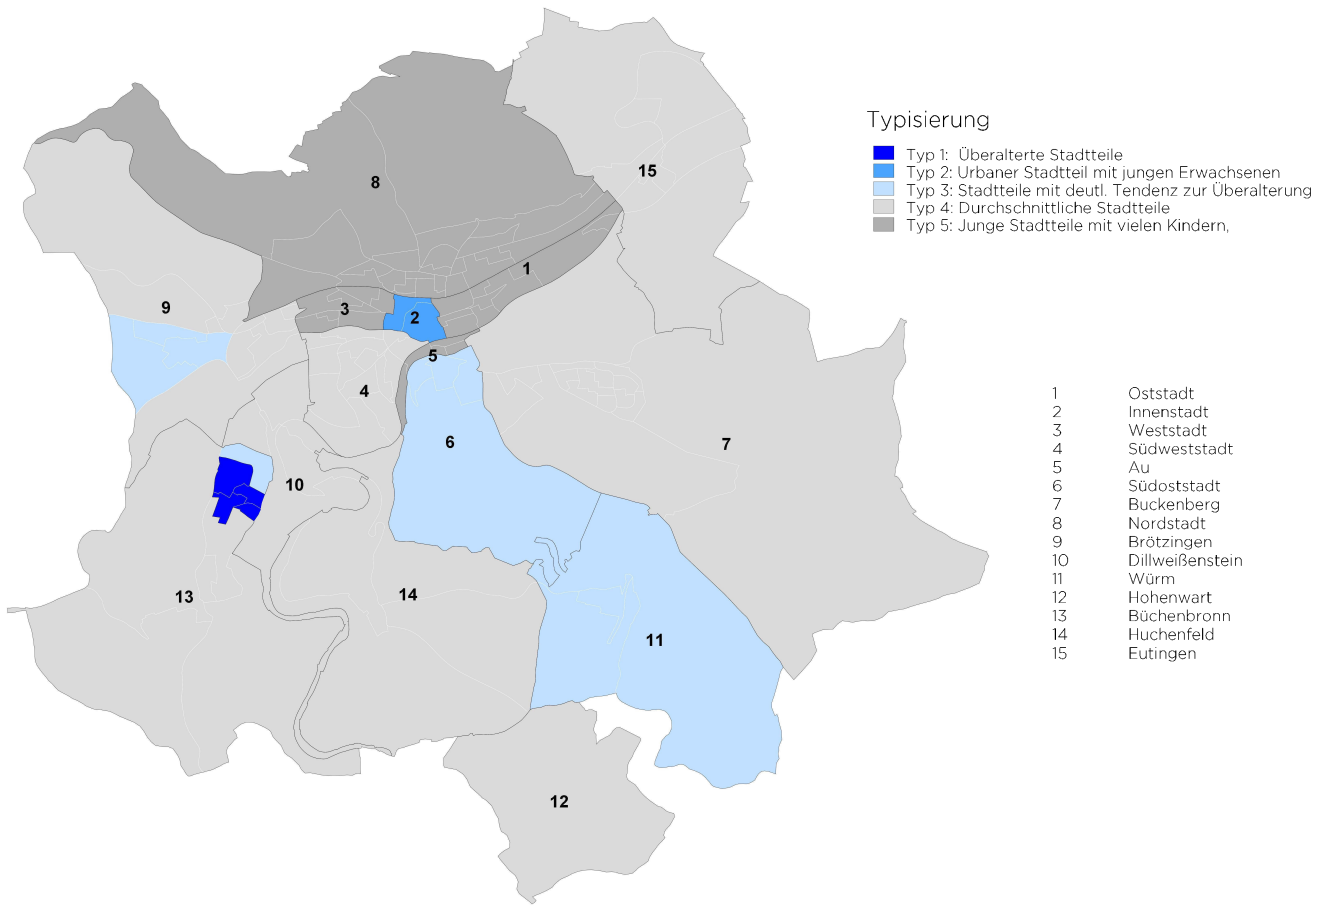 Typisierung
Typ 1: Überalterte Stadtteile
Typ 2: Urbaner Stadtteil mit jungen Erwachsenen
Typ 3: Stadtteile mit deutl. Tendenz zur Überalterung
Typ 4: Durchschnittliche Stadtteile
Typ 5: Junge Stadtteile mit vielen Kindern,
15
8
1
9
3
2
5
4
6
7
10
13
14
11
12
1 Oststadt
2 Innenstadt
3 Weststadt
4 Südweststadt
5 Au
6 Südoststadt
7 Buckenberg
8 Nordstadt
9 Brötzingen
10 Dillweißenstein
11 Würm
12 Hohenwart
13 Büchenbronn
14 Huchenfeld
15 Eutingen